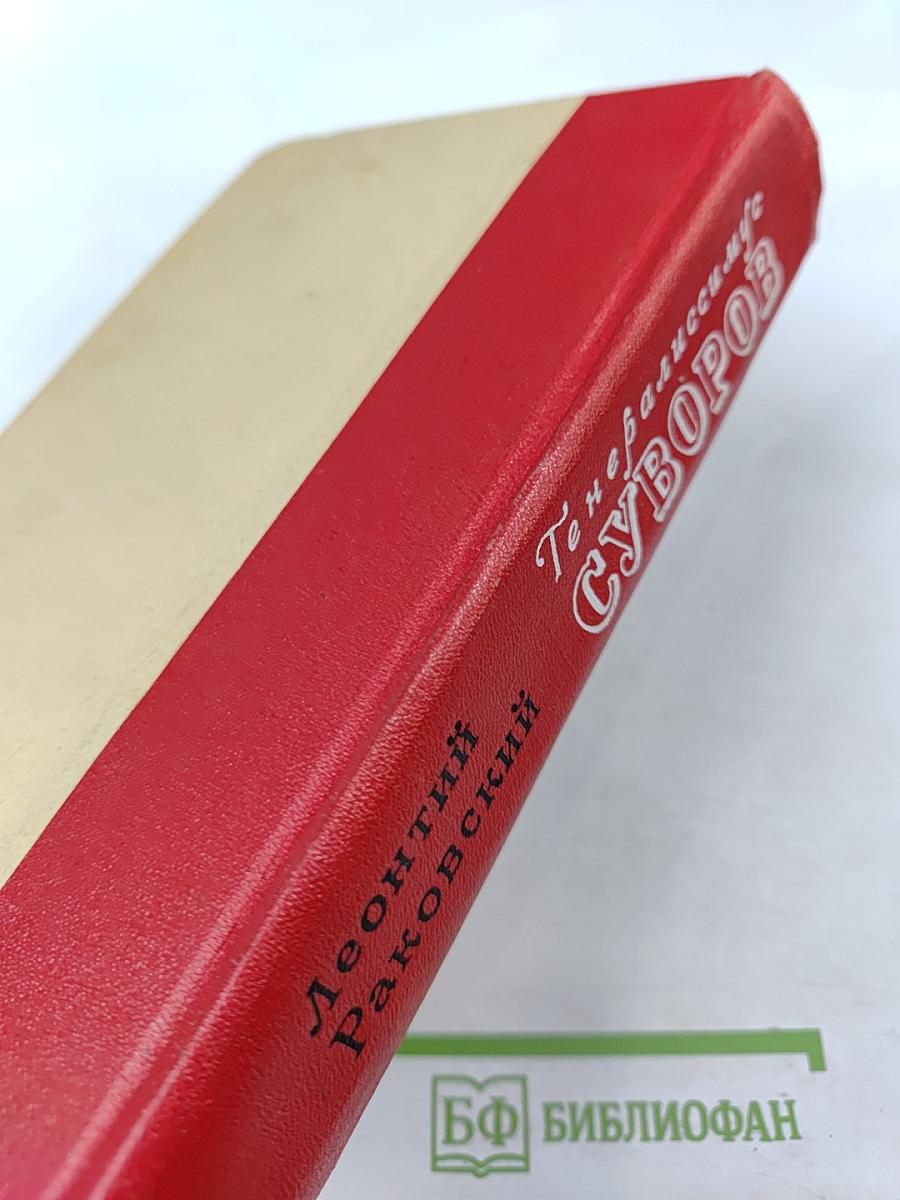 Леонтий
Раковский
Генералиссимус
СУВОРОВ
БФ БИБЛИОФАН